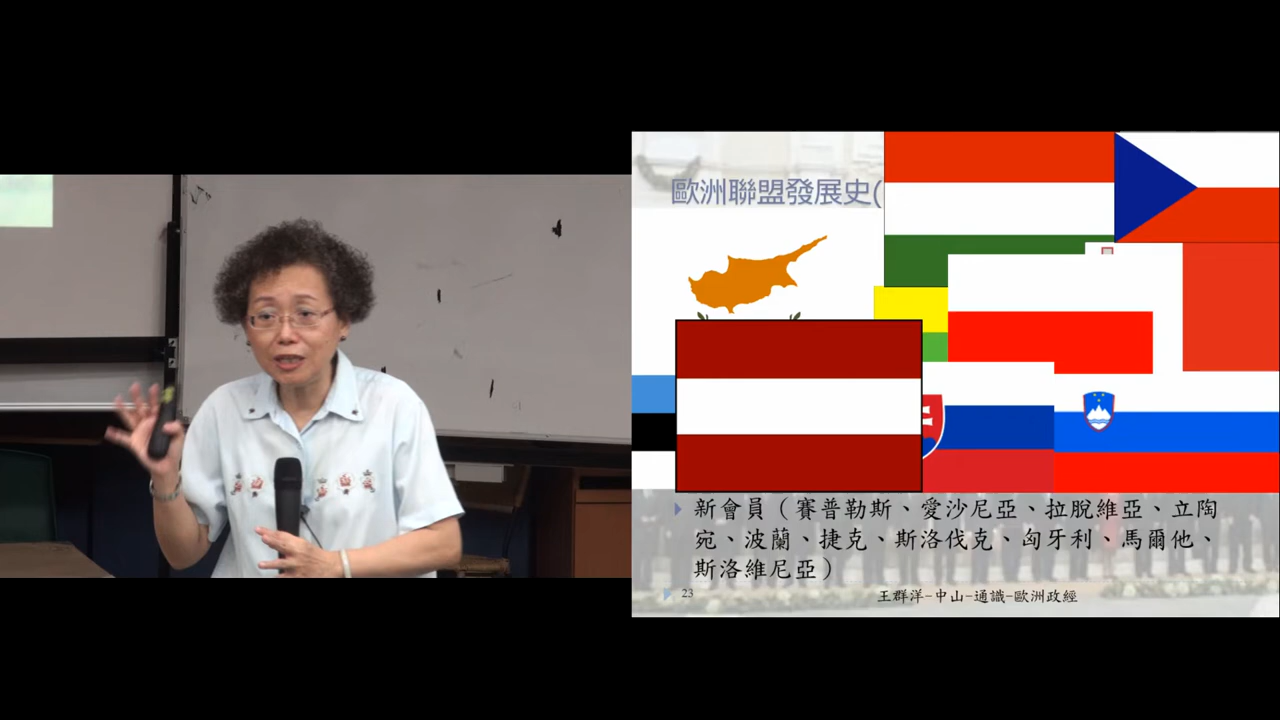 歐洲聯盟發展史(
新會員（賽普勒斯、愛沙尼亞、拉脫維亞、立陶
宛、波蘭、捷克、斯洛伐克、匈牙利、馬爾他、
斯洛維尼亞）
23
王群洋-中山-通識-歐洲政經